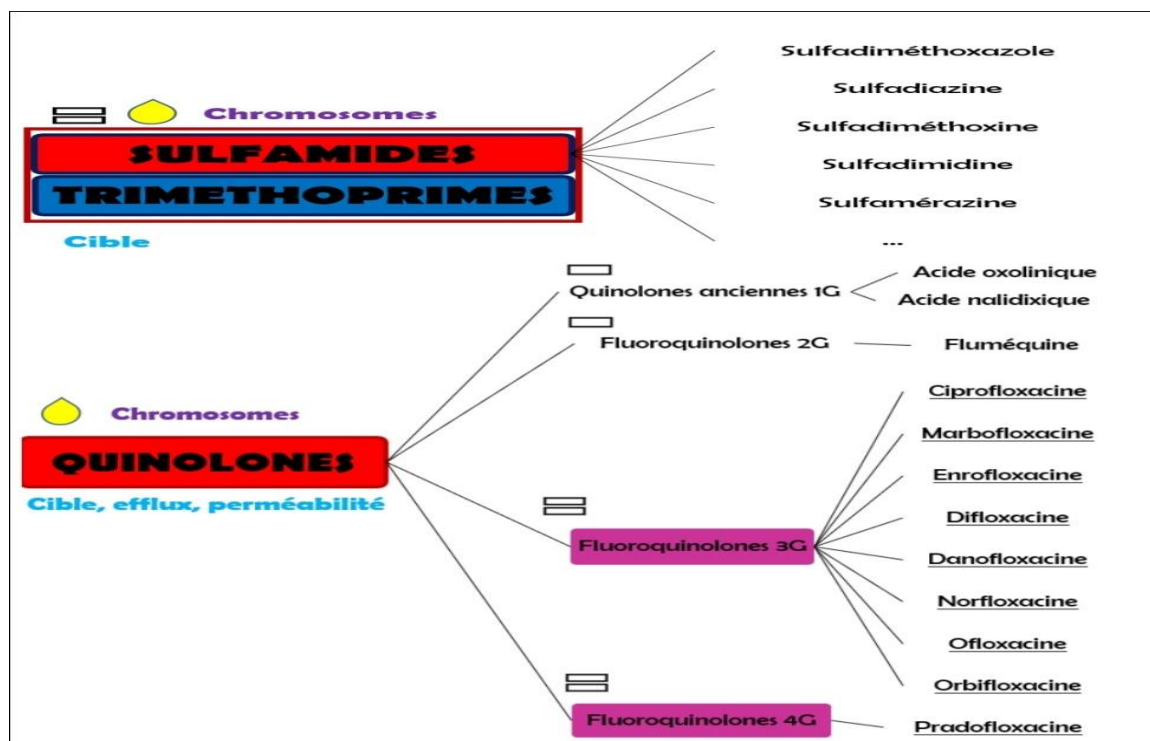 Sulfadiméthoxazole
Sulfadiazine
Chromosomes
Sulfadiméthoxine
SULFAMIDES
Sulfadimidine
TRIMETHOPRIMES
Sulfamérazine
Cible
...
Quinolones anciennes 1G
Acide oxolinique
Acide nalidixique
Fluoroquinolones 2G
Fluméquine
Chromosomes
QUINOLONES
Cible, efflux, perméabilité
Ciprofloxacine
Marbofloxacine
Enrofloxacine
Difloxacine
Fluoroquinolones 3G
Danofloxacine
Norfloxacine
Ofloxacine
Orbifloxacine
Fluoroquinolones 4G
Pradofloxacine